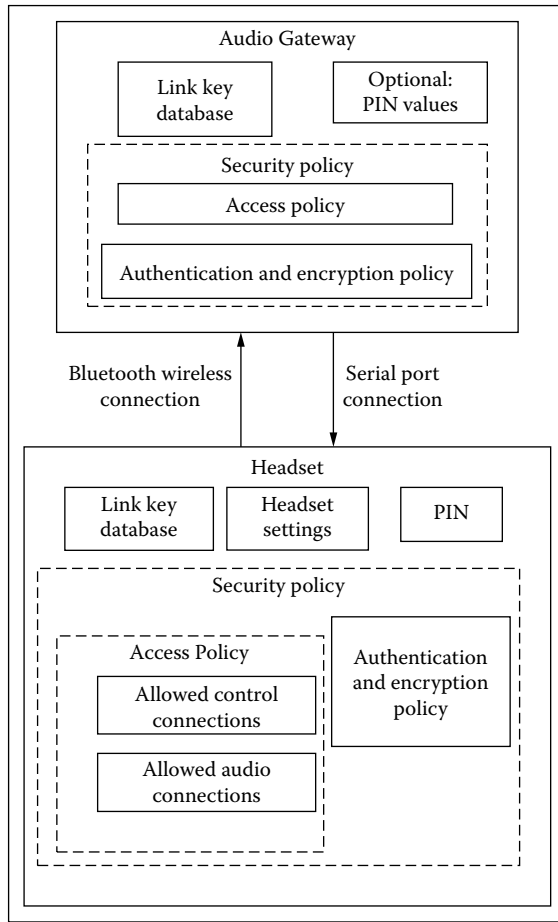 Audio Gateway
Link key
database
Optional:
PIN values
Security policy
Access policy
Authentication and encryption policy
Bluetooth wireless
connection
Serial port
connection
Headset
Link key
database
Headset
settings
PIN
Security policy
Access Policy
Allowed control
connections
Allowed audio
connections
Authentication
and encryption
policy